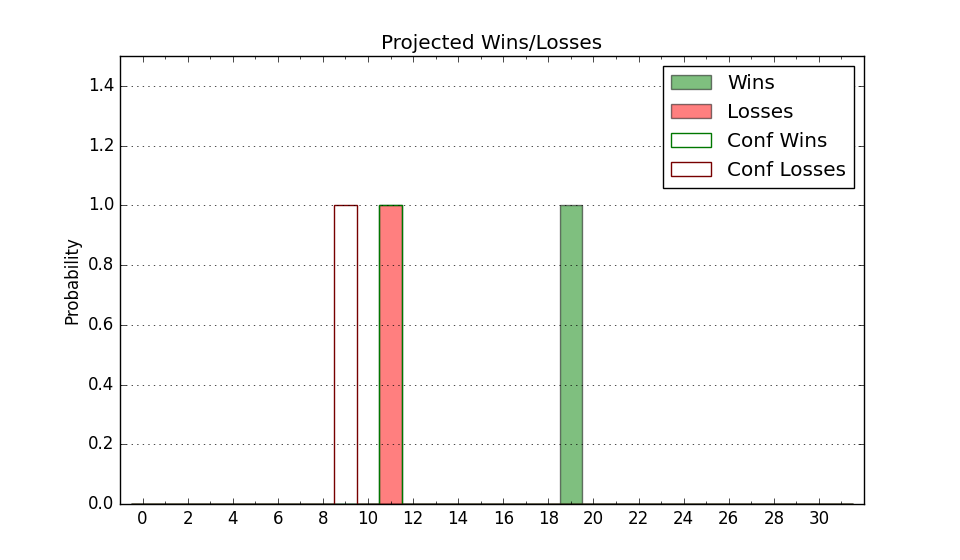 Projected Wins/Losses
Wins
Losses
Conf Wins
Conf Losses
Probability
1.4
1.2
1.0
0.8
0.6
0.4
0.2
0.0
0 2 4 6 8 10 12 14 16 18 20 22 24 26 28 30